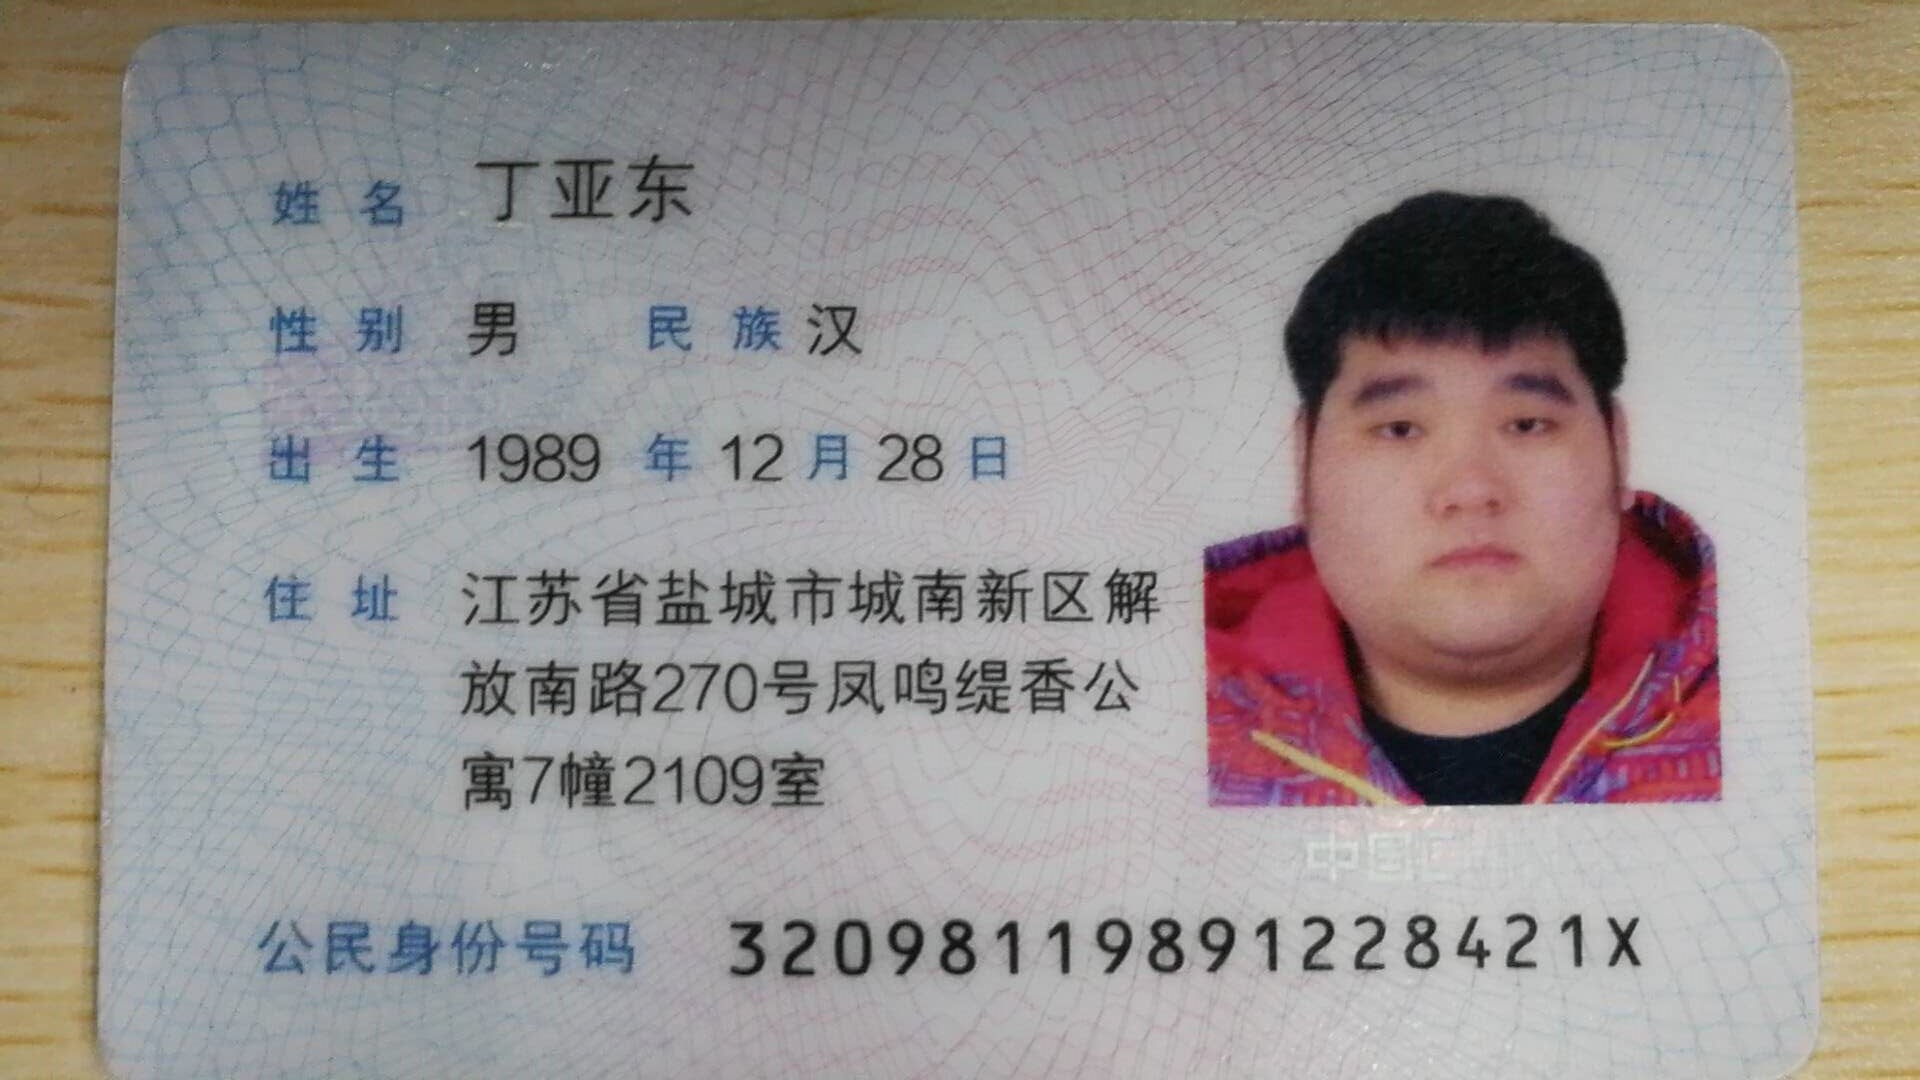 姓名 丁亚东
性别 男 民族 汉
出生 1989 年 12 月 28 日
住址 江苏省盐城市城南新区解
放南路270号凤鸣缇香公
寓7幢2109室
中国
公民身份号码 32098119891228421X